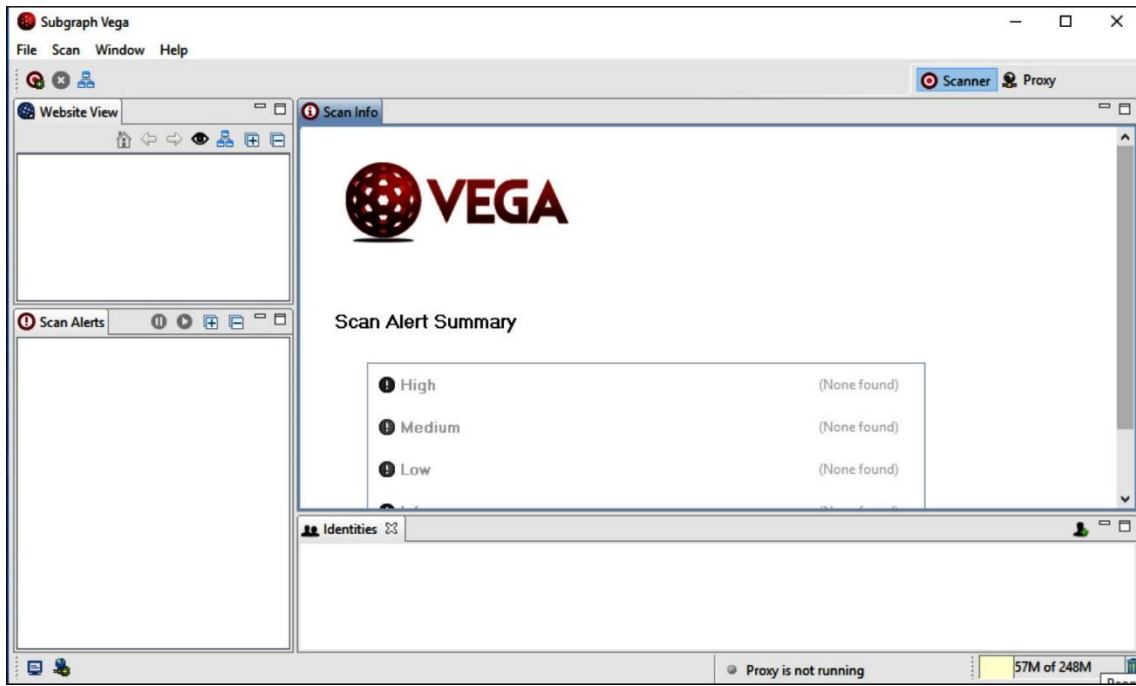 Subgraph Vega
File Scan Window Help
Scanner Proxy
Website View
Scan Info
VEGA
Scan Alerts
Scan Alert Summary
High (None found)
Medium (None found)
Low (None found)
Identities
Proxy is not running
57M of 248M